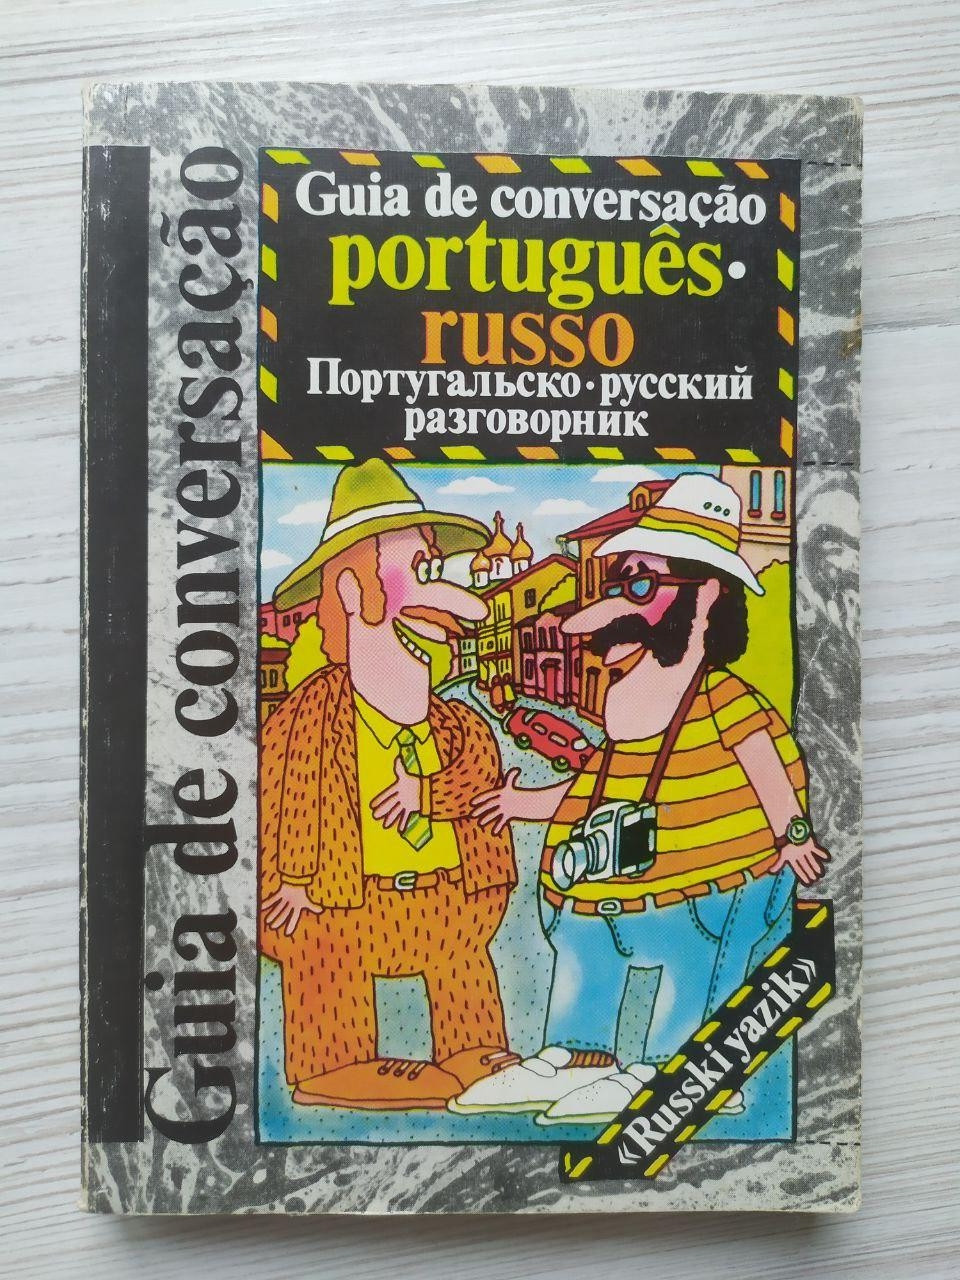 Guia de conversação
Guia de conversação
português •
russo
Португальско • русский
разговорник
«Russki yazik»